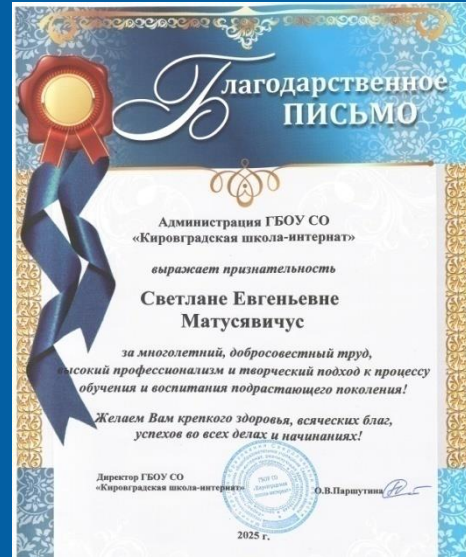 Благодарственное
ПИСЬМО
Администрация ГБОУ СО
«Кировградская школа-интернат»
выражает признательность
Светлане Евгеньевне
Матусявичус
за многолетний, добросовестный труд,
высокий профессионализм и творческий подход к процессу
обучения и воспитания подрастающего поколения!
Желаем Вам крепкого здоровья, всяческих благ,
успехов во всех делах и начинаниях!
Директор ГБОУ СО
«Кировградская школа-интернат» О.В.Паршутина
2025 г.